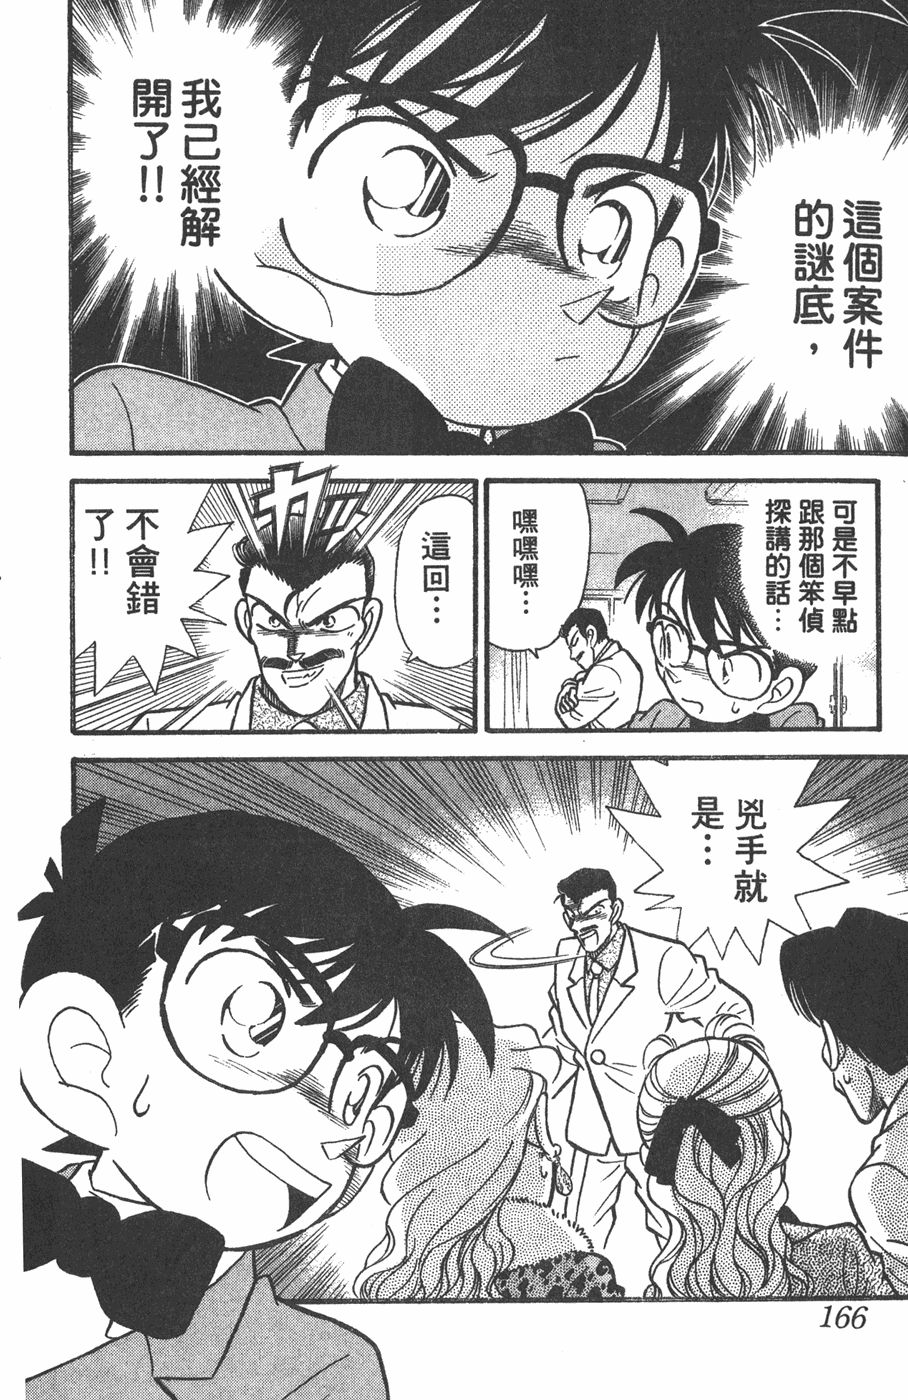 這個案件
的謎底，
我已經解
開了!!
可是不早點
跟那個笨偵
探講的話…
嘿嘿嘿…
這回…
カッ
不會錯
了!!
兇手就
是…
166